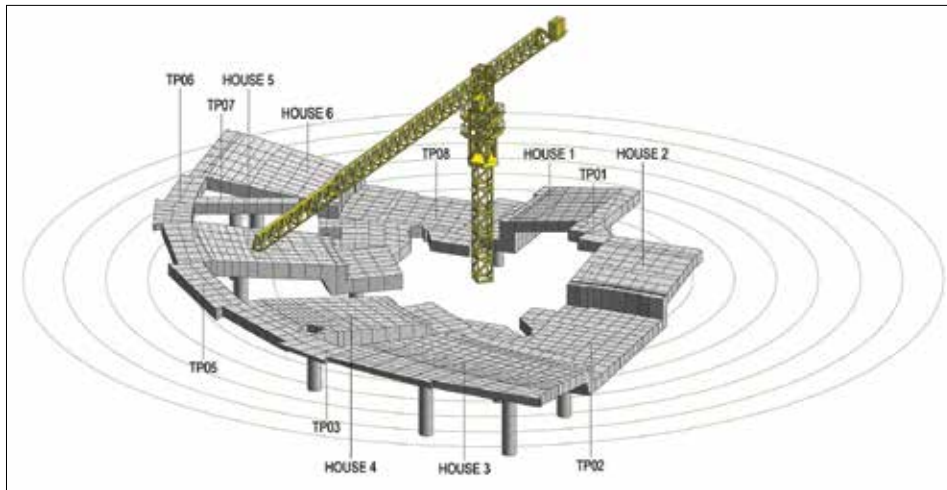 TP06
HOUSE 5
TP07
HOUSE 6
TP08
HOUSE 1
HOUSE 2
TP01
TP05
TP03
HOUSE 4
HOUSE 3
TP02